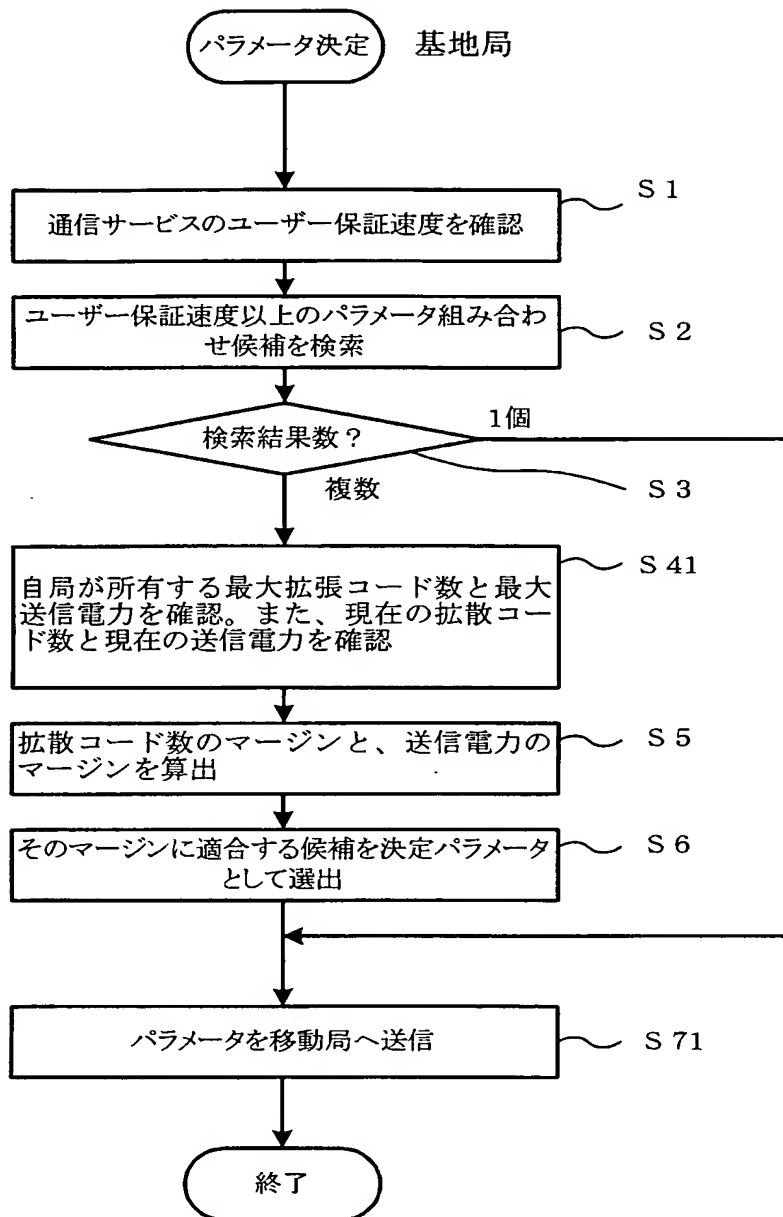 パラメータ決定
基地局
S 1
通信サービスのユーザー保証速度を確認
ユーザー保証速度以上のパラメータ組み合わ
せ候補を検索
S 2
検索結果数？
1個
S 3
複数
S 41
自局が所有する最大拡張コード数と最大
送信電力を確認。また、現在の拡散コー
ド数と現在の送信電力を確認
拡散コード数のマージンと、送信電力の
マージンを算出
S 5
そのマージンに適合する候補を決定パラメータ
として選出
S 6
パラメータを移動局へ送信
S 71
終了